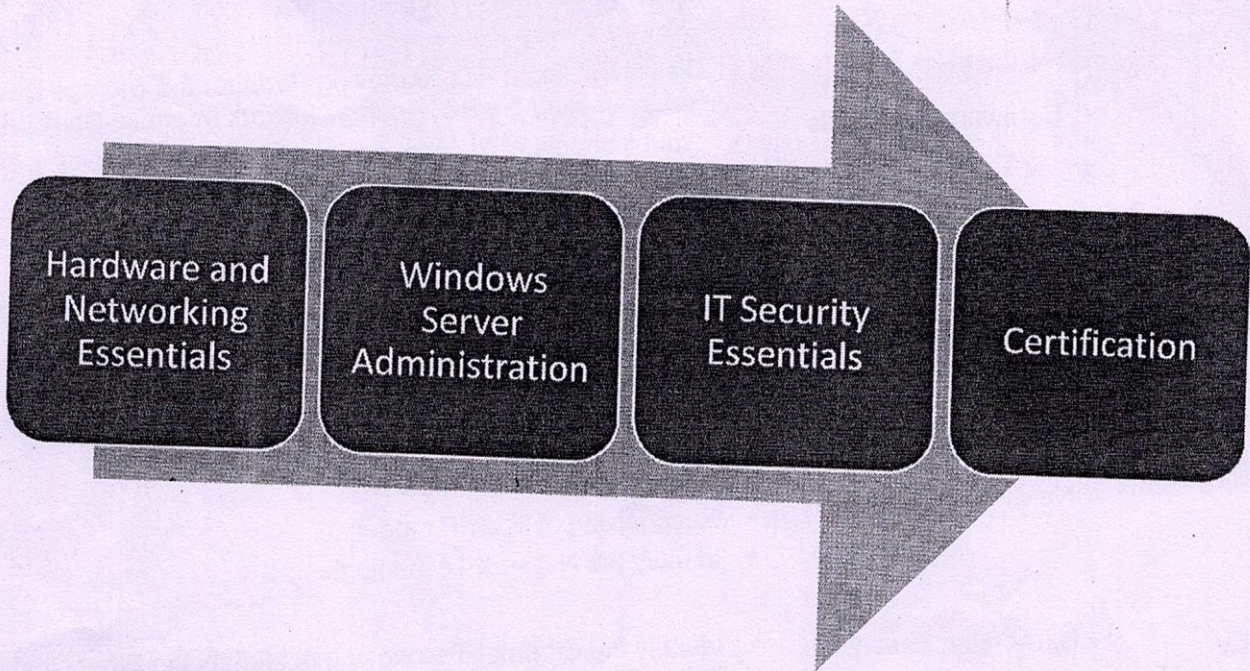 Hardware and
Networking
Essentials
Windows
Server
Administration
IT Security
Essentials
Certification